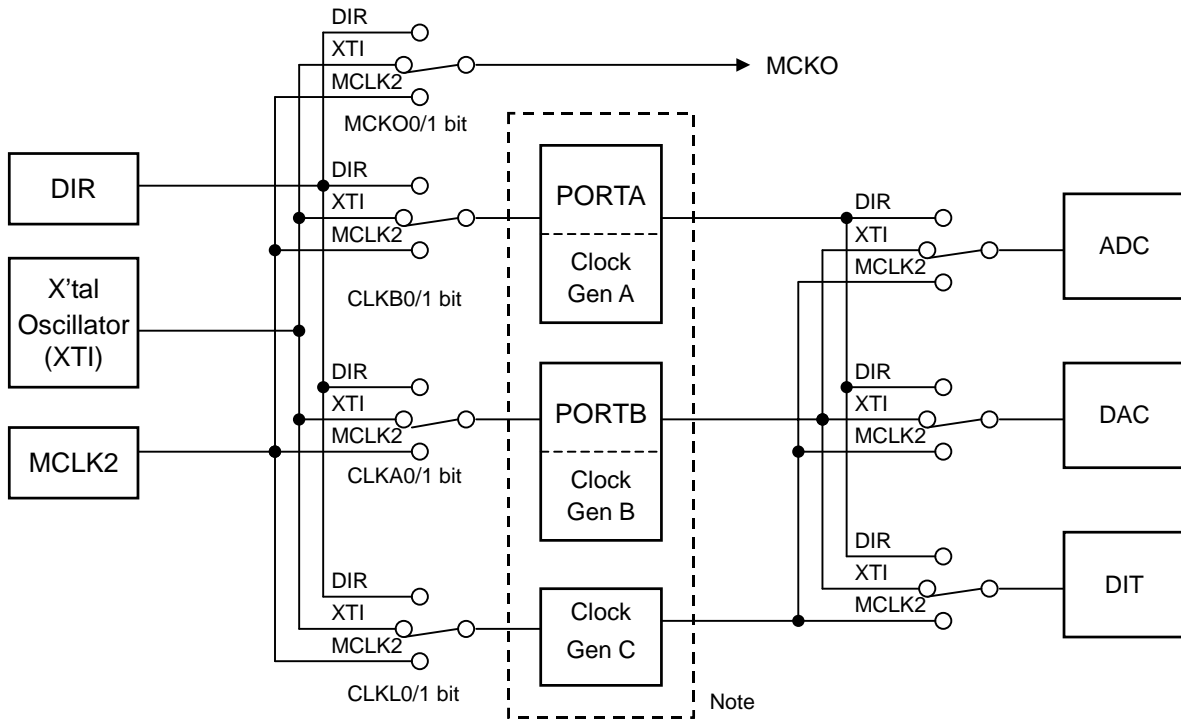 DIR
XTI
MCLK2
MCKO
MCKO0/1 bit
DIR
X'tal
Oscillator
(XTI)
MCLK2
DIR
XTI
MCLK2
CLKB0/1 bit
DIR
XTI
MCLK2
CLKA0/1 bit
DIR
XTI
MCLK2
CLKL0/1 bit
PORTA
Clock
Gen A
PORTB
Clock
Gen B
Clock
Gen C
Note
DIR
XTI
MCLK2
ADC
DIR
XTI
MCLK2
DAC
DIR
XTI
MCLK2
DIT